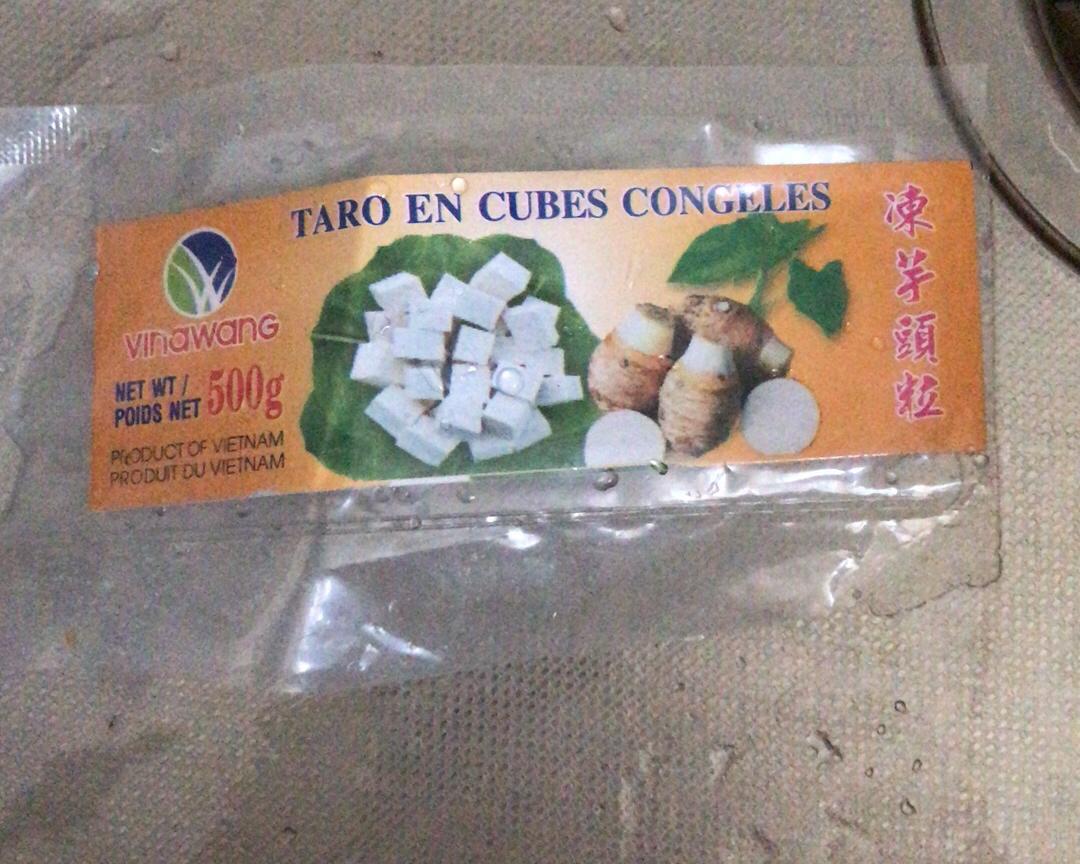 TARO EN CUBES CONGELES
vinawang
NET WT /
POIDS NET 500g
PRODUCT OF VIETNAM
PRODUIT DU VIETNAM
凍芋頭粒